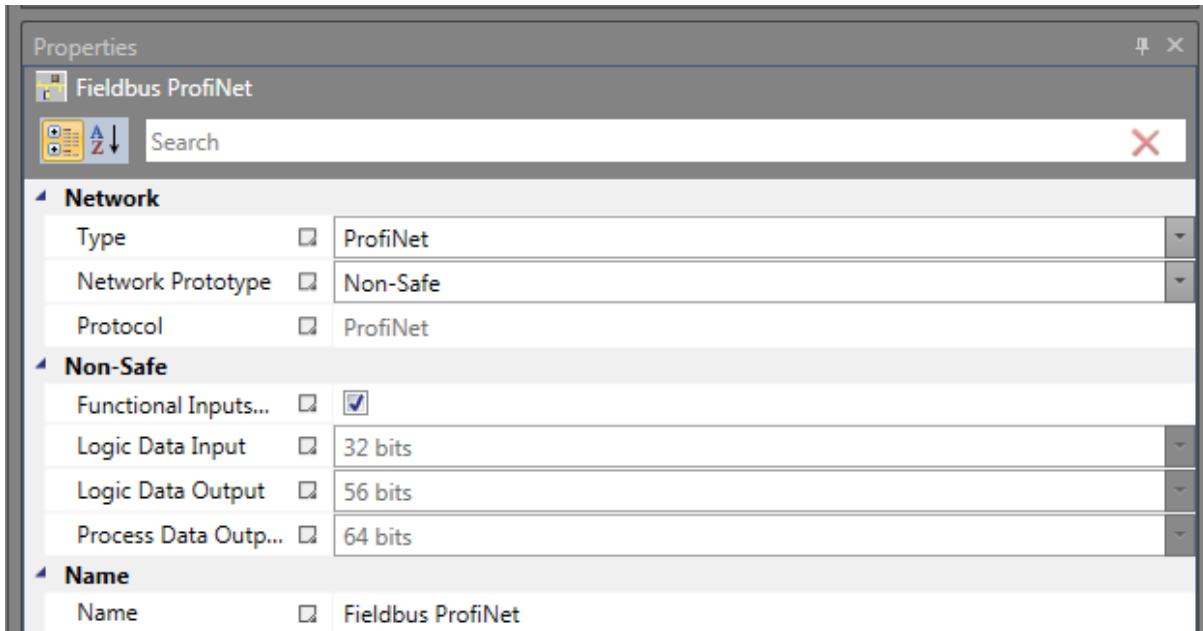 Properties
Fieldbus ProfiNet
A Z Search
Network
Type ProfiNet
Network Prototype Non-Safe
Protocol ProfiNet
Non-Safe
Functional Inputs...
Logic Data Input 32 bits
Logic Data Output 56 bits
Process Data Outp... 64 bits
Name
Name Fieldbus ProfiNet